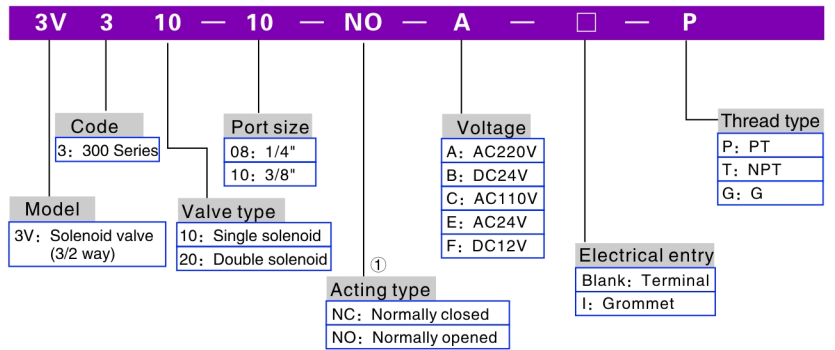 3V 3 10 — 10 — NO — A — □ — P
Code
3: 300 Series
Port size
08: 1/4"
10: 3/8"
Voltage
A: AC220V
B: DC24V
C: AC110V
E: AC24V
F: DC12V
Thread type
P: PT
T: NPT
G: G
Model
3V: Solenoid valve
(3/2 way)
Valve type
10: Single solenoid
20: Double solenoid
①
Acting type
NC: Normally closed
NO: Normally opened
Electrical entry
Blank: Terminal
I: Grommet